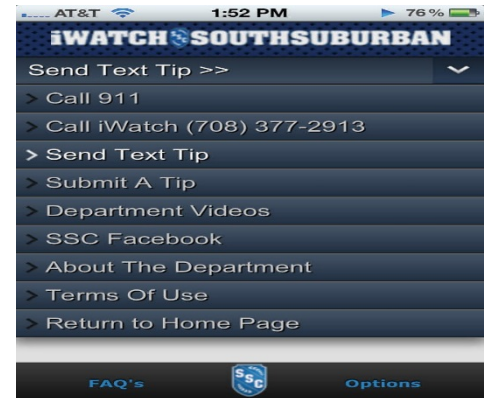 AT&T 1:52 PM 76%
iWATCH SOUTHSUBURBAN
Send Text Tip >>
> Call 911
> Call iWatch (708) 377-2913
> Send Text Tip
> Submit A Tip
> Department Videos
> SSC Facebook
> About The Department
> Terms Of Use
> Return to Home Page
FAQ's SSC Options